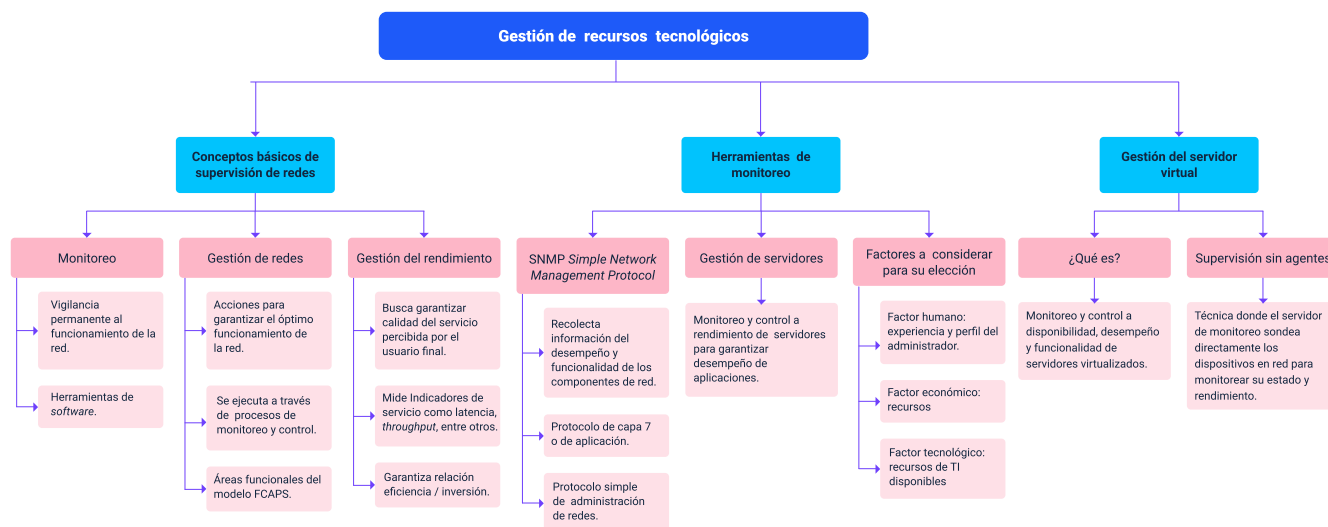 Gestión de recursos tecnológicos
Conceptos básicos de
supervisión de redes
Herramientas de
monitoreo
Gestión del servidor
virtual
Monitoreo
Gestión de redes
Gestión del rendimiento
SNMP Simple Network
Management Protocol
Gestión de servidores
Factores a considerar
para su elección
¿Qué es?
Supervisión sin agentes
Vigilancia
permanente al
funcionamiento de la
red.
Herramientas de
software.
Acciones para
garantizar el óptimo
funcionamiento de
la red.
Se ejecuta a través
de procesos de
monitoreo y control.
Áreas funcionales del
modelo FCAPS.
Busca garantizar
calidad del servicio
percibida por el
usuario final.
Mide Indicadores de
servicio como latencia,
throughput, entre otros.
Garantiza relación
eficiencia / inversión.
Recolecta
información del
desempeño y
funcionalidad de los
componentes de red.
Protocolo de capa 7
o de aplicación.
Protocolo simple
de administración
de redes.
Monitoreo y control a
rendimiento de servidores
para garantizar
desempeño de
aplicaciones.
Factor humano:
experiencia y perfil del
administrador.
Factor económico:
recursos
Factor tecnológico:
recursos de TI
disponibles
Monitoreo y control a
disponibilidad, desempeño
y funcionalidad de
servidores virtualizados.
Técnica donde el servidor
de monitoreo sondea
directamente los
dispositivos en red para
monitorear su estado y
rendimiento.